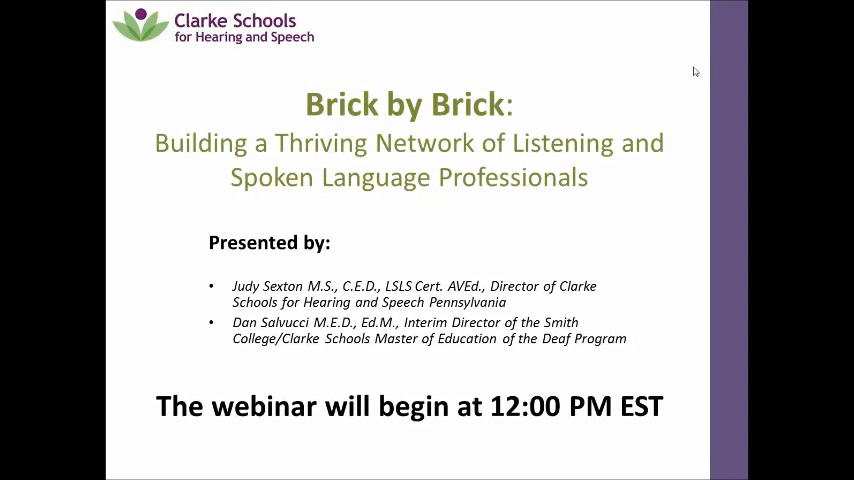 Clarke Schools
for Hearing and Speech
Brick by Brick:
Building a Thriving Network of Listening and
Spoken Language Professionals
Presented by:
• Judy Sexton M.S., C.E.D., LSLS Cert. AVEd., Director of Clarke
Schools for Hearing and Speech Pennsylvania
• Dan Salvucci M.E.D., Ed.M., Interim Director of the Smith
College/Clarke Schools Master of Education of the Deaf Program
The webinar will begin at 12:00 PM EST